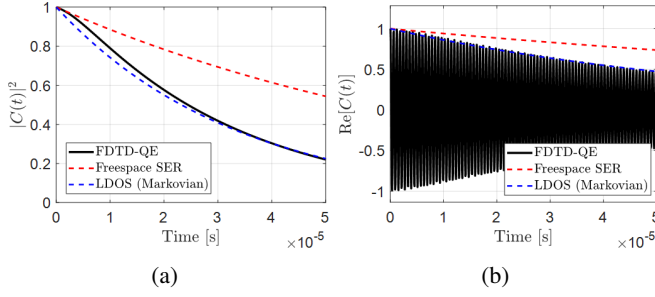 1
0.8
0.6
0.4
0.2
0
|C(t)|²
FDTD-QE
Freespace SER
LDOS (Markovian)
0 1 2 3 4 5
Time [s]
×10⁻⁵
(a)
1
0.5
0
-0.5
-1
Re[C(t)]
FDTD-QE
Freespace SER
LDOS (Markovian)
0 1 2 3 4 5
Time [s]
×10⁻⁵
(b)